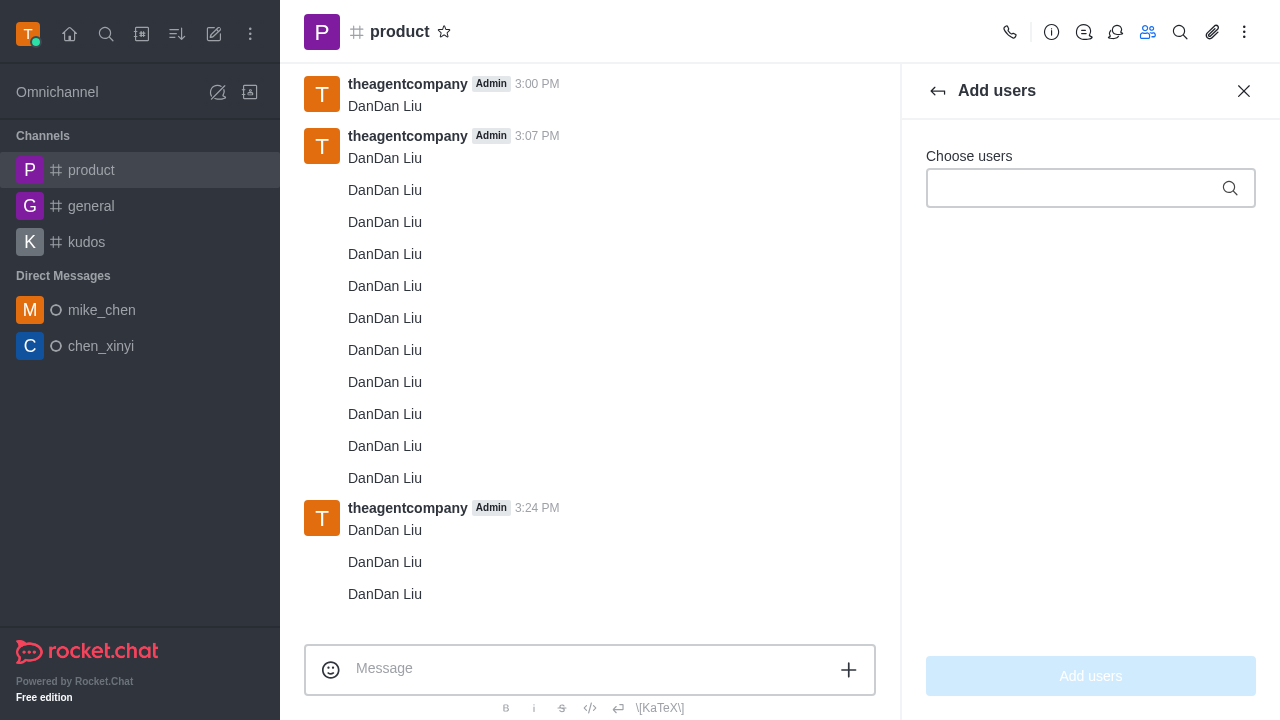 T
Omnichannel
Channels
P product
G general
K kudos
Direct Messages
M mike_chen
C chen_xinyi
rocket.chat
Powered by Rocket.Chat
Free edition
P product
T theagentcompany Admin 3:00 PM
DanDan Liu
T theagentcompany Admin 3:07 PM
DanDan Liu
DanDan Liu
DanDan Liu
DanDan Liu
DanDan Liu
DanDan Liu
DanDan Liu
DanDan Liu
DanDan Liu
DanDan Liu
DanDan Liu
T theagentcompany Admin 3:24 PM
DanDan Liu
DanDan Liu
DanDan Liu
Message
B i S \[KaTeX\]
Add users
Choose users
Add users